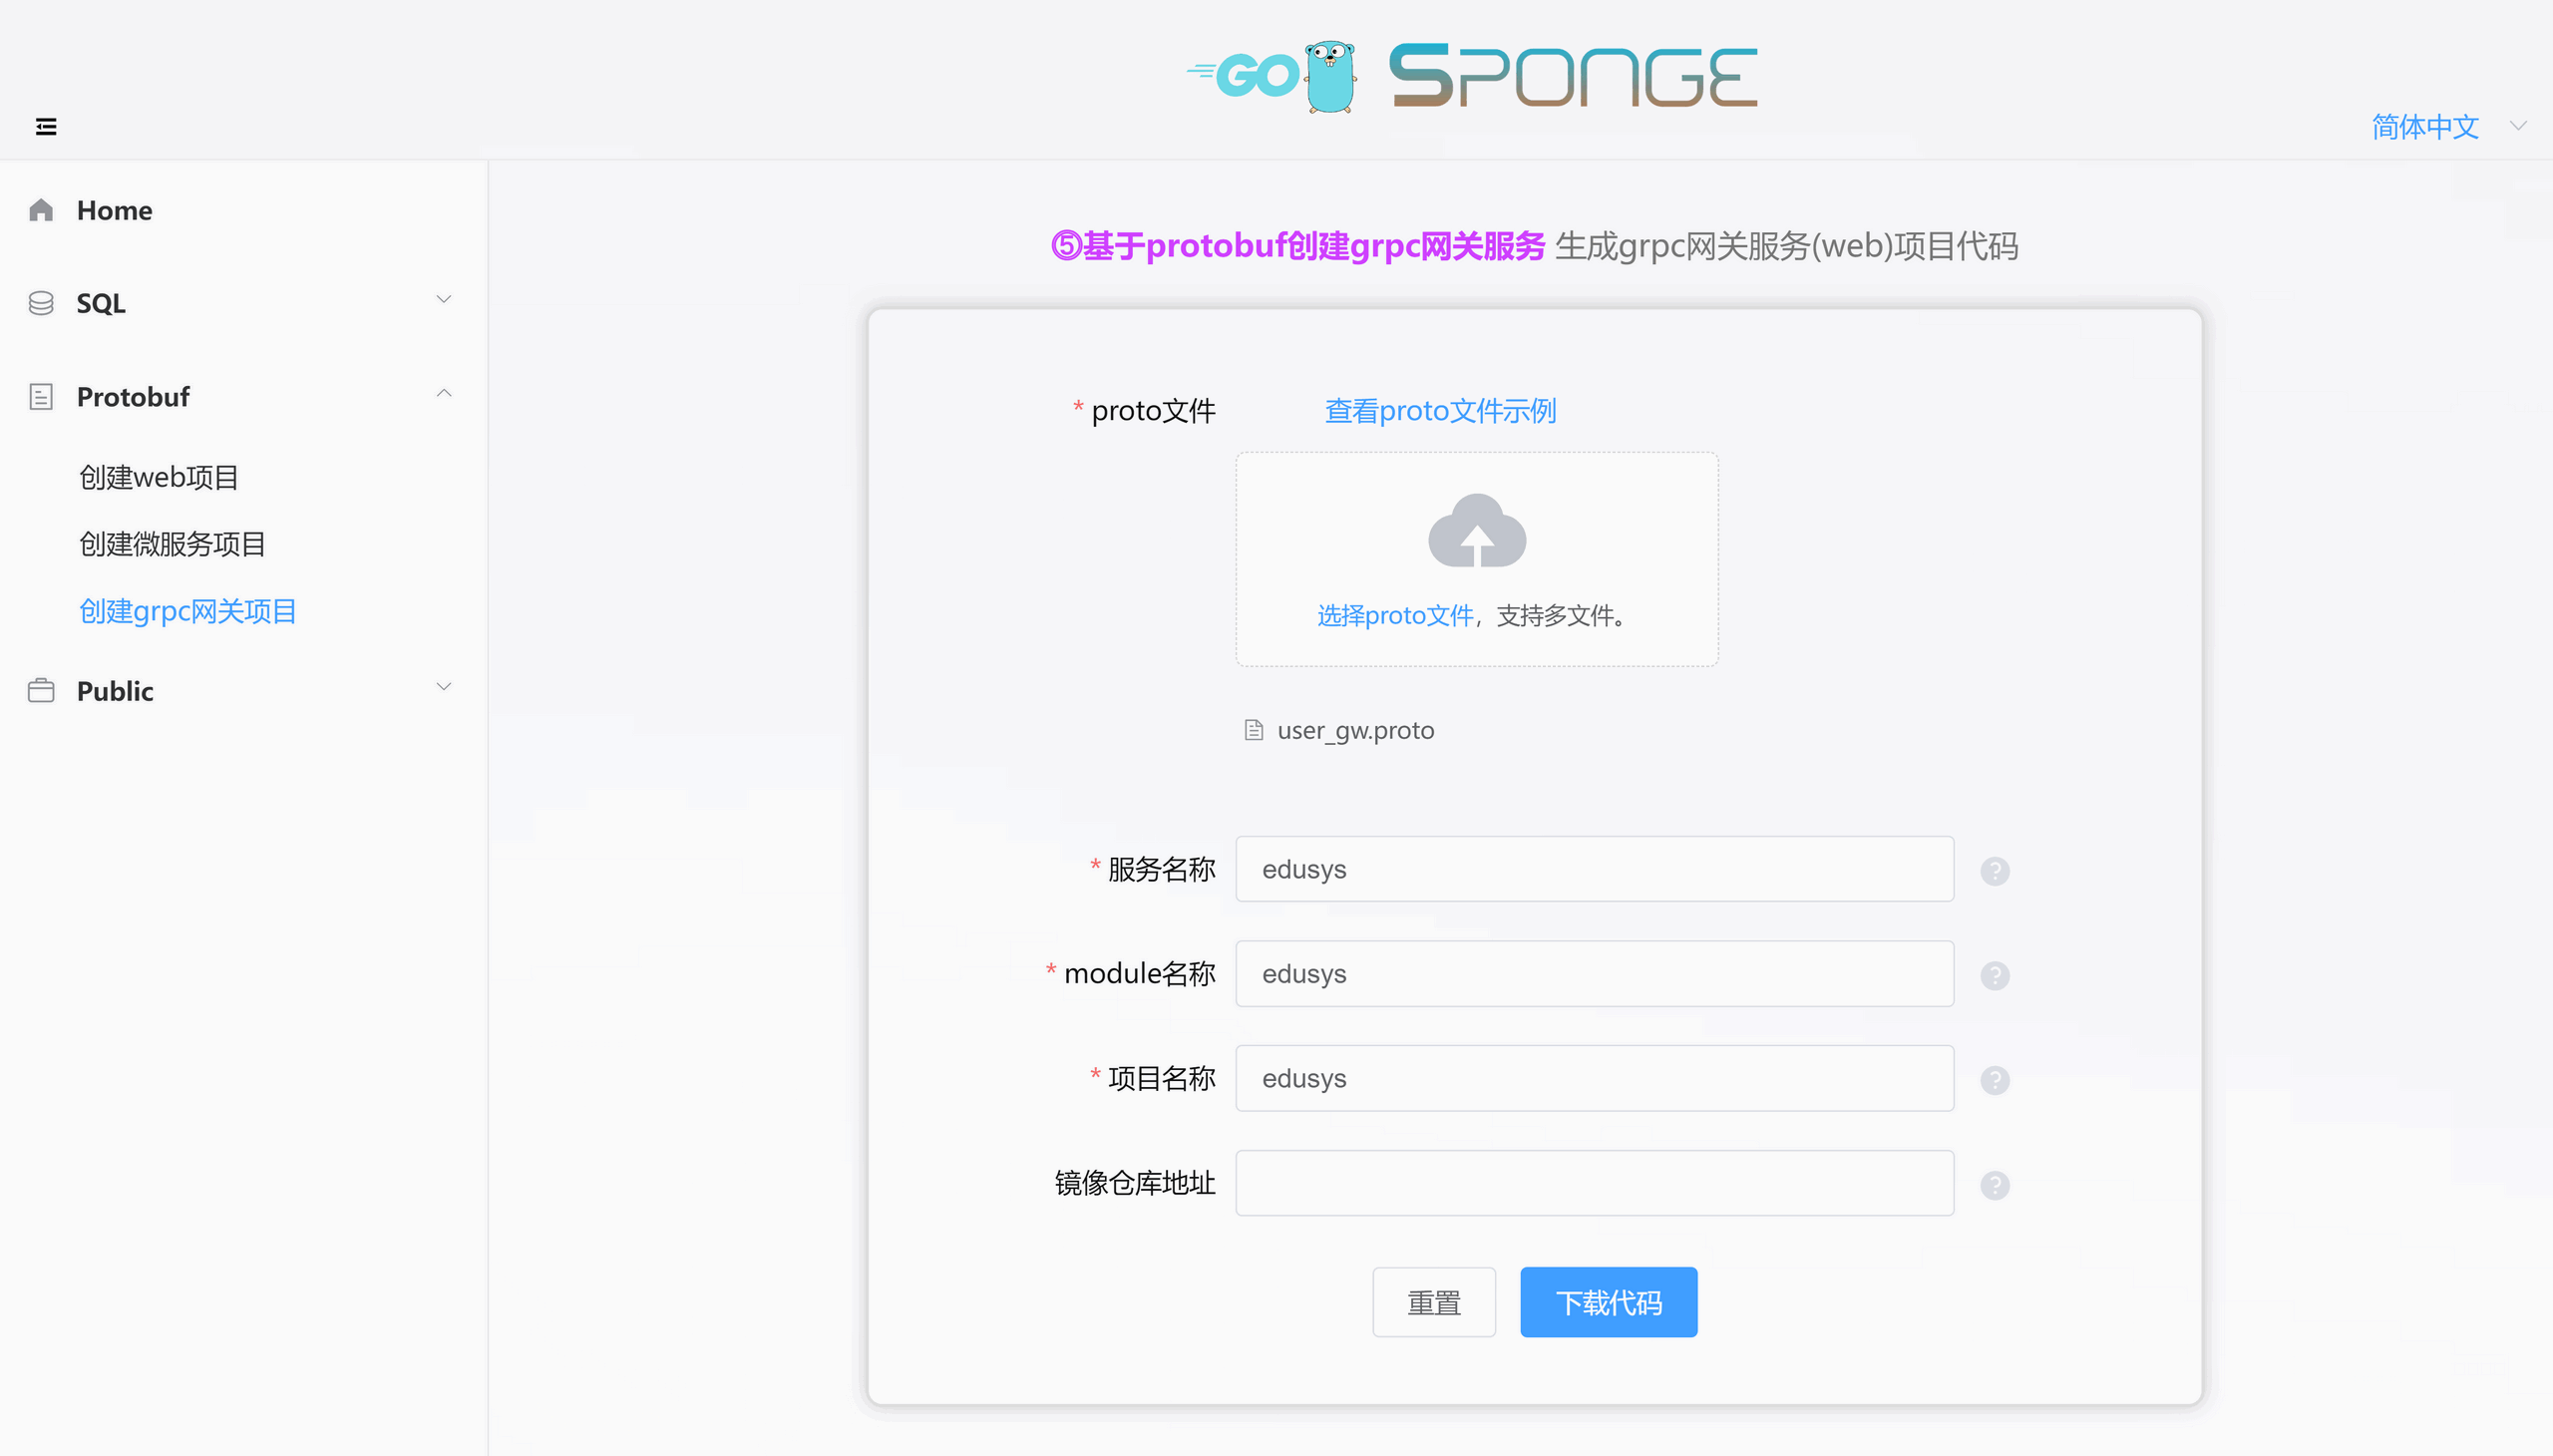 GO SPONGE
简体中文
Home
SQL
Protobuf
创建web项目
创建微服务项目
创建grpc网关项目
Public
⑤基于protobuf创建grpc网关服务 生成grpc网关服务(web)项目代码
* proto文件 查看proto文件示例
选择proto文件，支持多文件。
user_gw.proto
* 服务名称 edusys ?
* module名称 edusys ?
* 项目名称 edusys ?
镜像仓库地址 ?
重置 下载代码